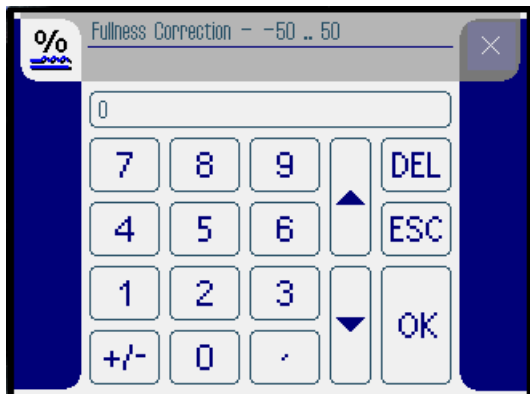 %
Fullness Correction - -50 .. 50
0
7 8 9 DEL
4 5 6 ESC
1 2 3
+/- 0 , OK